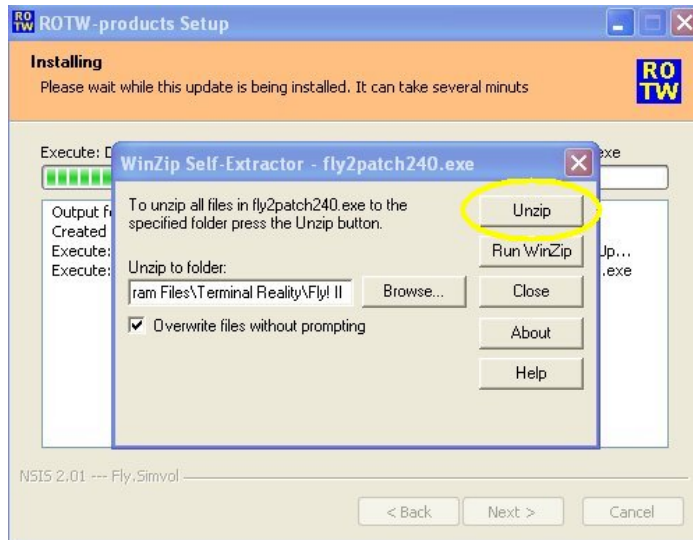 RO
TW
ROTW-products Setup
Installing
Please wait while this update is being installed. It can take several minuts
RO
TW
Execute: D
exe
WinZip Self-Extractor - fly2patch240.exe
To unzip all files in fly2patch240.exe to the
specified folder press the Unzip button.
Unzip
Run WinZip
Unzip to folder:
ram Files\Terminal Reality\Fly! II
Browse...
Close
Overwrite files without prompting
About
Help
Output f
Created
Execute:
Up...
Execute:
.exe
NSIS 2.01 --- Fly.Simvol
< Back
Next >
Cancel